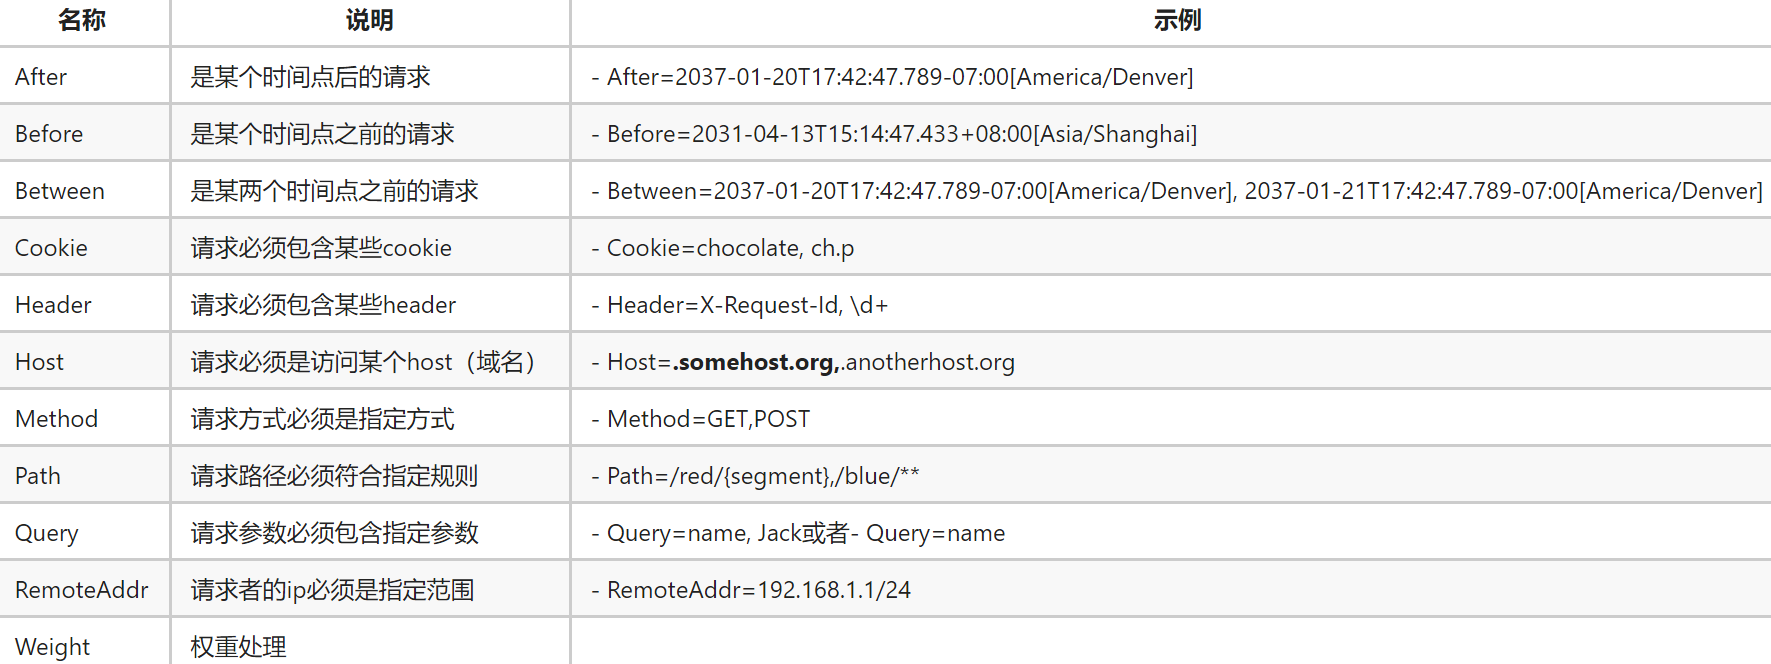 名称 说明 示例
After 是某个时间点后的请求 - After=2037-01-20T17:42:47.789-07:00[America/Denver]
Before 是某个时间点之前的请求 - Before=2031-04-13T15:14:47.433+08:00[Asia/Shanghai]
Between 是某两个时间点之前的请求 - Between=2037-01-20T17:42:47.789-07:00[America/Denver], 2037-01-21T17:42:47.789-07:00[America/Denver]
Cookie 请求必须包含某些cookie - Cookie=chocolate, ch.p
Header 请求必须包含某些header - Header=X-Request-Id, \d+
Host 请求必须是访问某个host（域名） - Host=.somehost.org,.anotherhost.org
Method 请求方式必须是指定方式 - Method=GET,POST
Path 请求路径必须符合指定规则 - Path=/red/{segment},/blue/**
Query 请求参数必须包含指定参数 - Query=name, Jack或者- Query=name
RemoteAddr 请求者的ip必须是指定范围 - RemoteAddr=192.168.1.1/24
Weight 权重处理